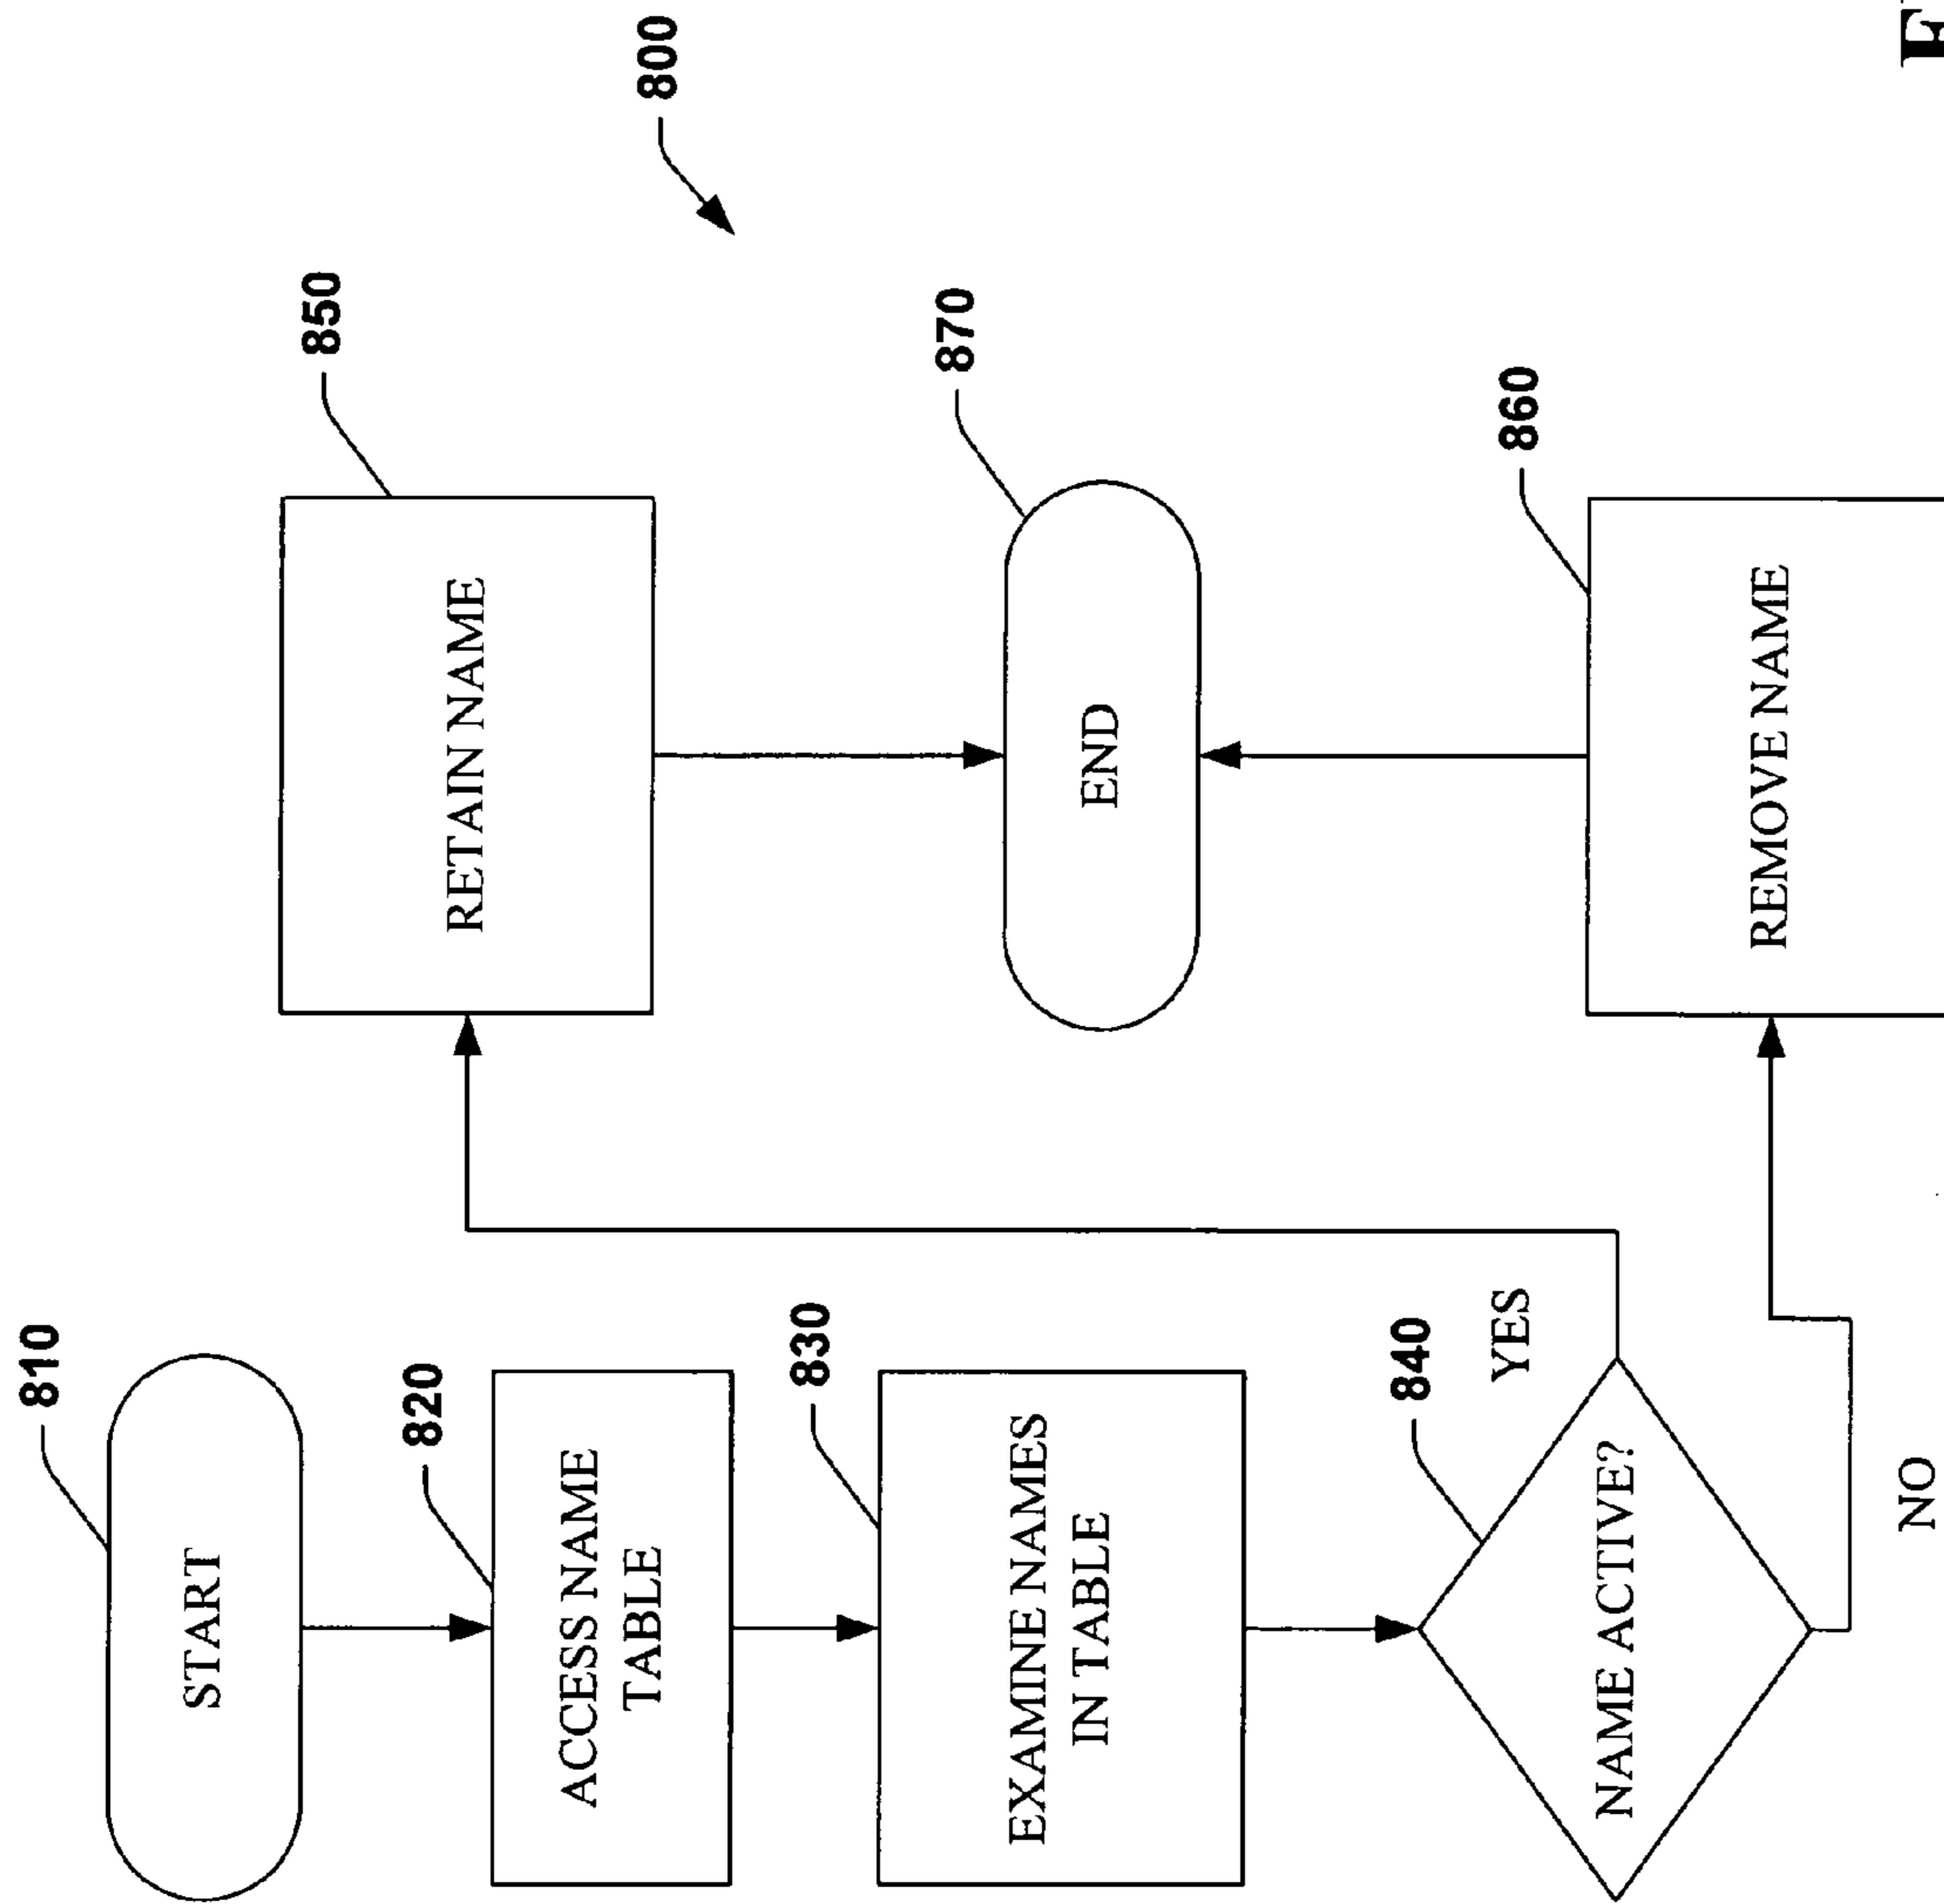 810
START
820
ACCESS NAME
TABLE
830
EXAMINE NAMES
IN TABLE
840
NAME ACTIVE?
YES
NO
850
RETAIN NAME
870
END
860
REMOVE NAME
800